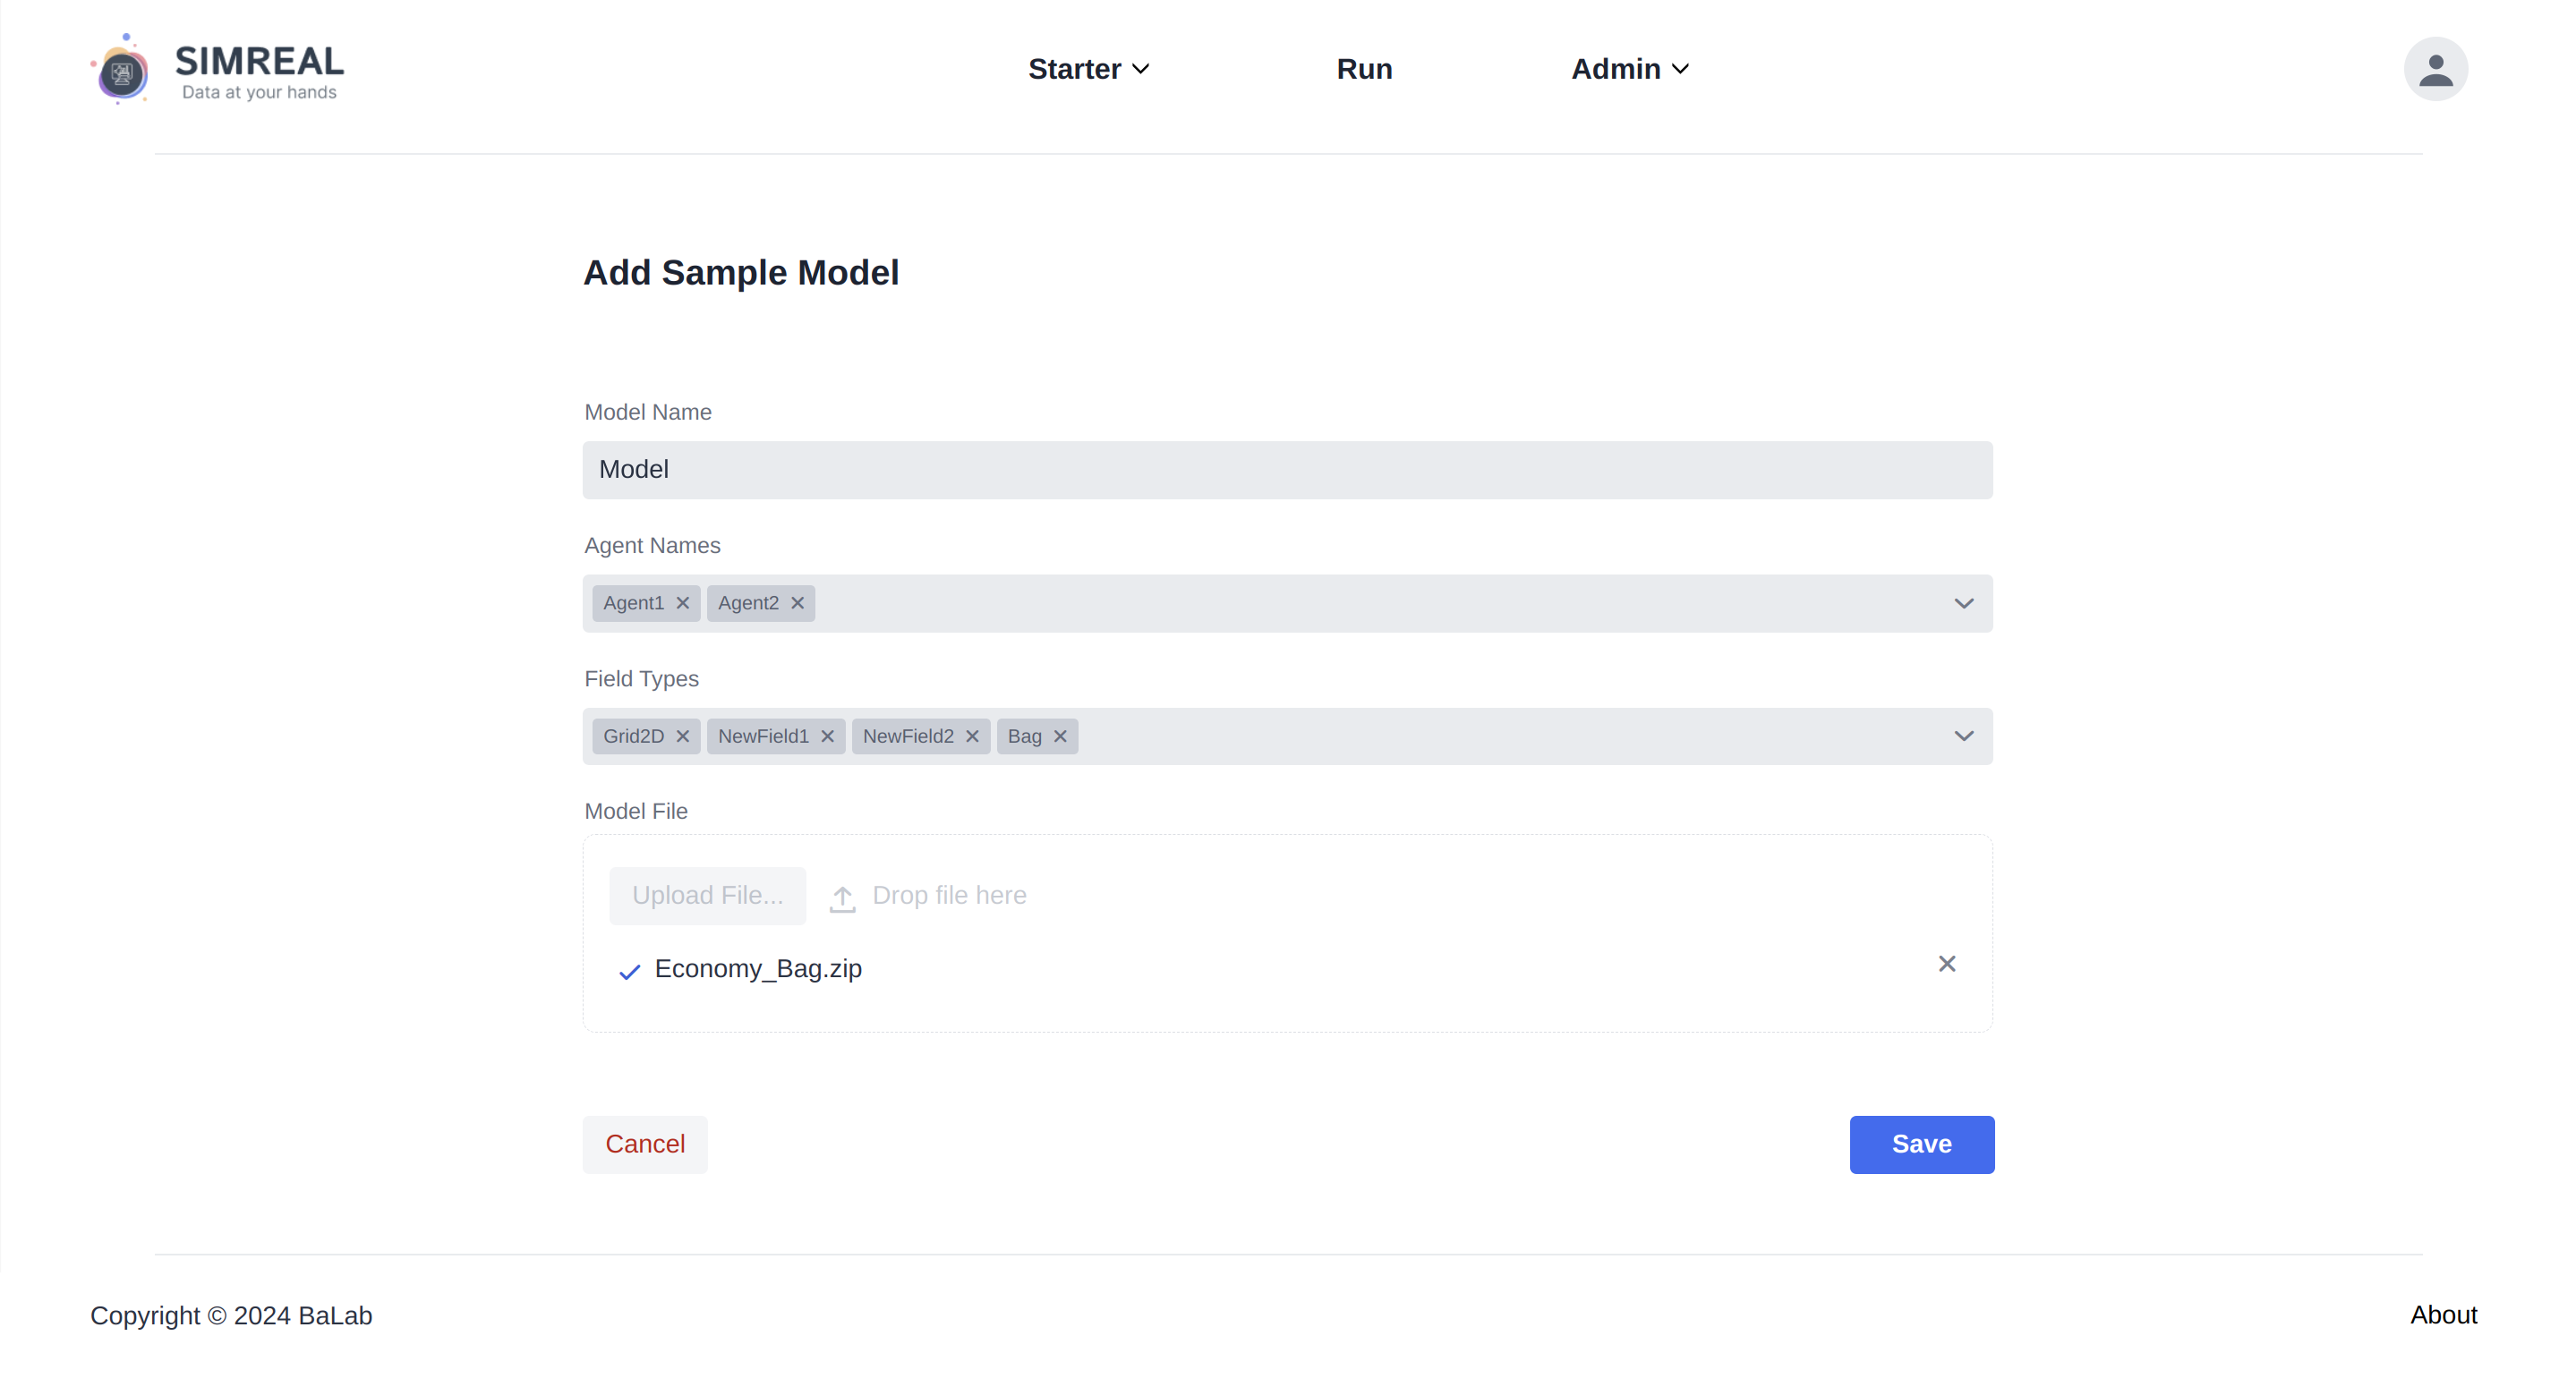 SIMREAL
Data at your hands
Starter Run Admin
Add Sample Model
Model Name
Model
Agent Names
Agent1 Agent2
Field Types
Grid2D NewField1 NewField2 Bag
Model File
Upload File... Drop file here
Economy_Bag.zip
Cancel Save
Copyright © 2024 BaLab About